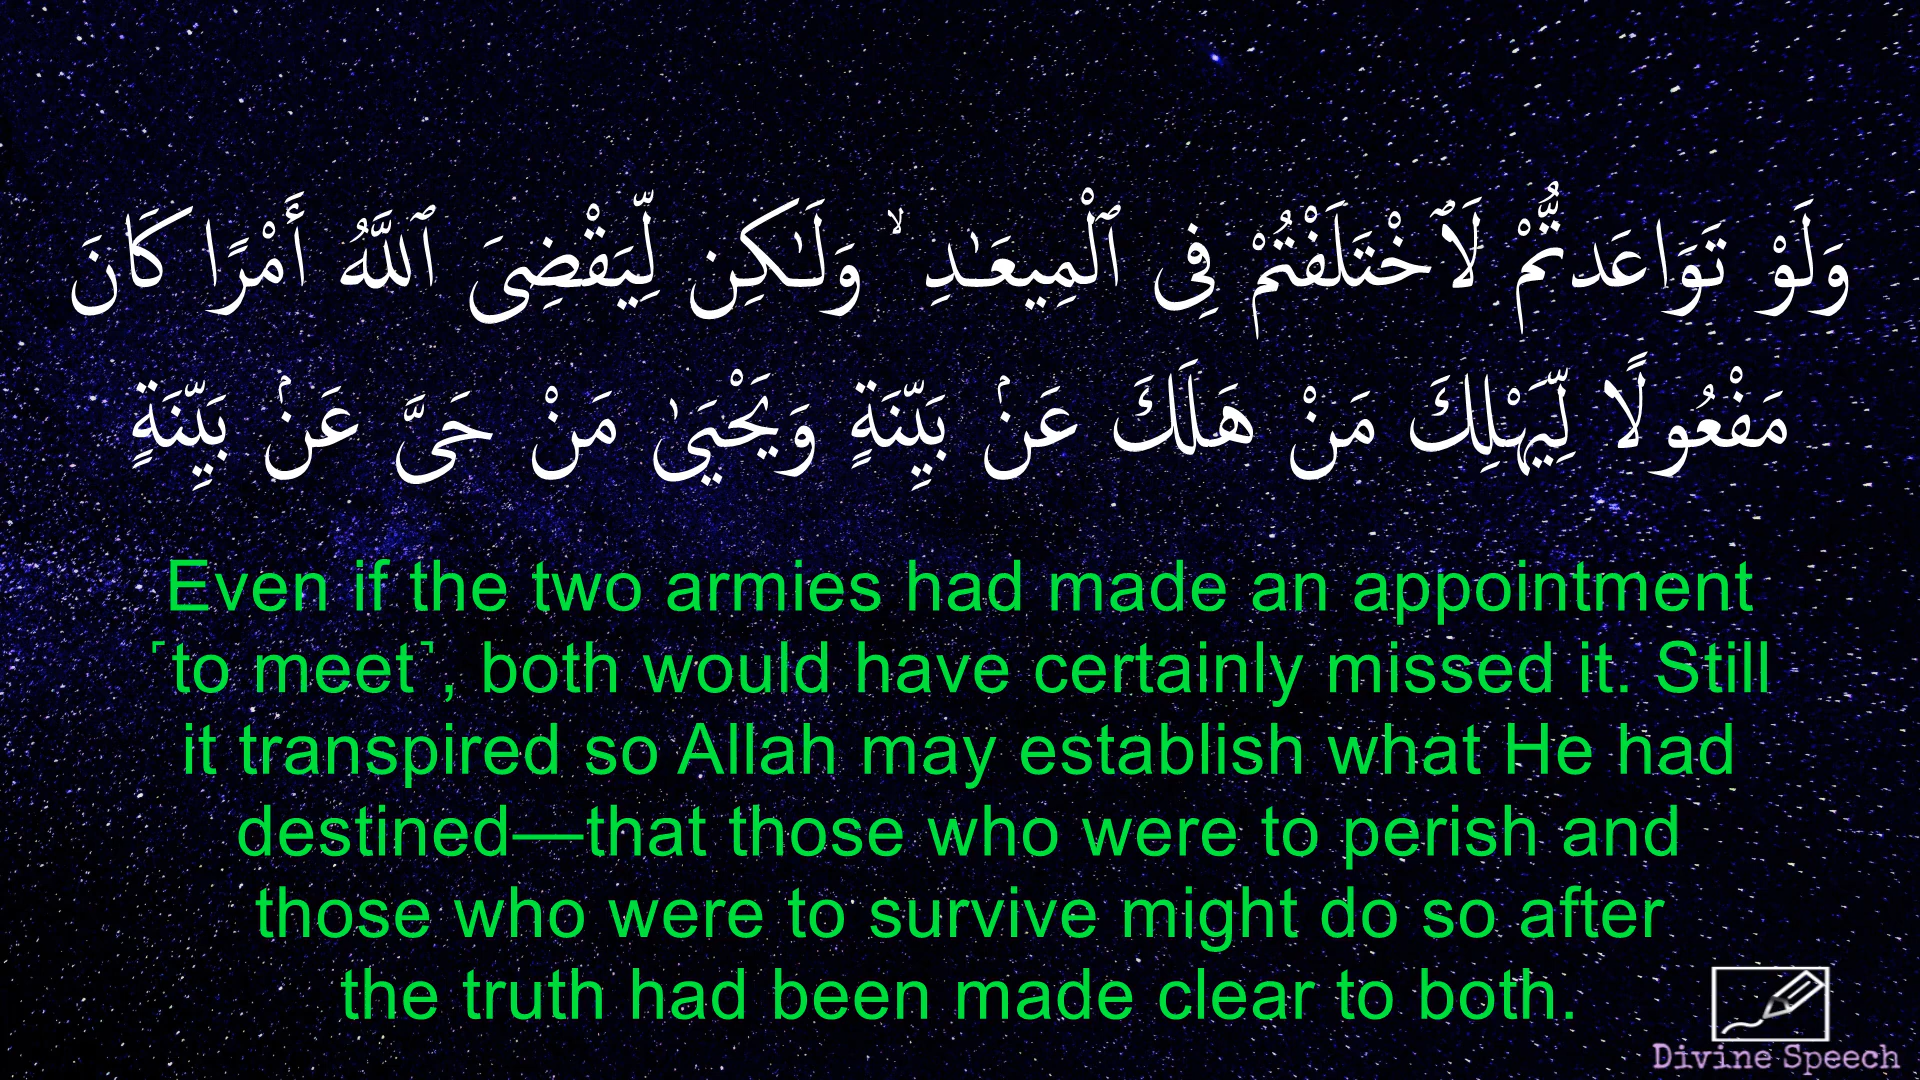 وَلَوْ تَوَاعَدتُّمْ لَٱخْتَلَفْتُمْ فِى ٱلْمِيعَـٰدِ ۙ وَلَـٰكِن لِّيَقْضِىَ ٱللَّهُ أَمْرًا كَانَ
مَفْعُولًا لِّيَهْلِكَ مَنْ هَلَكَ عَنۢ بَيِّنَةٍ وَيَحْيَىٰ مَنْ حَىَّ عَنۢ بَيِّنَةٍ
Even if the two armies had made an appointment
˹to meet˺, both would have certainly missed it. Still
it transpired so Allah may establish what He had
destined—that those who were to perish and
those who were to survive might do so after
the truth had been made clear to both.
Divine Speech